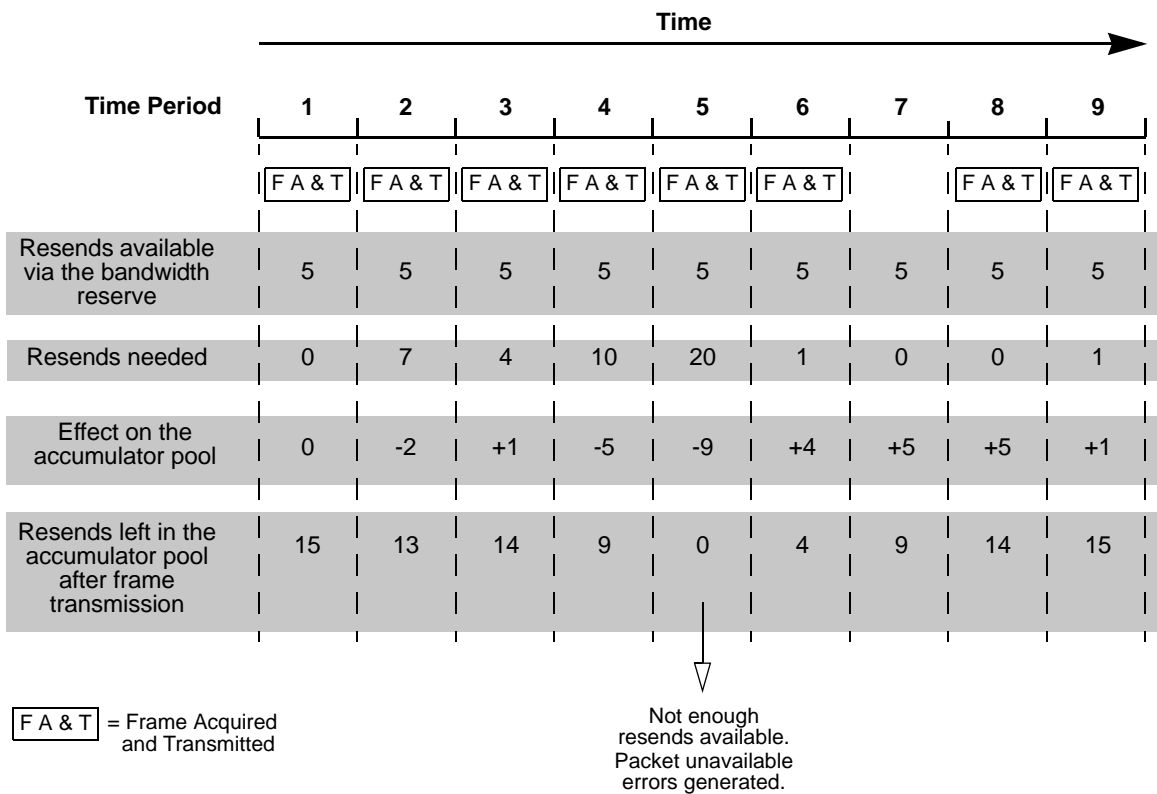 Time
Time Period 1 2 3 4 5 6 7 8 9
F A & T F A & T F A & T F A & T F A & T F A & T F A & T F A & T
Resends available
via the bandwidth
reserve
5 5 5 5 5 5 5 5 5
Resends needed 0 7 4 10 20 1 0 0 1
Effect on the
accumulator pool
0 -2 +1 -5 -9 +4 +5 +5 +1
Resends left in the
accumulator pool
after frame
transmission
15 13 14 9 0 4 9 14 15
F A & T = Frame Acquired
and Transmitted
Not enough
resends available.
Packet unavailable
errors generated.